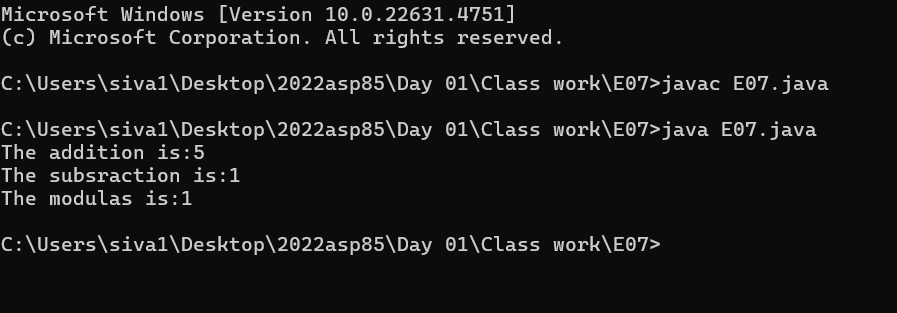 Microsoft Windows [Version 10.0.22631.4751]
(c) Microsoft Corporation. All rights reserved.
C:\Users\siva1\Desktop\2022asp85\Day 01\Class work\E07>javac E07.java
C:\Users\siva1\Desktop\2022asp85\Day 01\Class work\E07>java E07.java
The addition is:5
The subsraction is:1
The modulas is:1
C:\Users\siva1\Desktop\2022asp85\Day 01\Class work\E07>